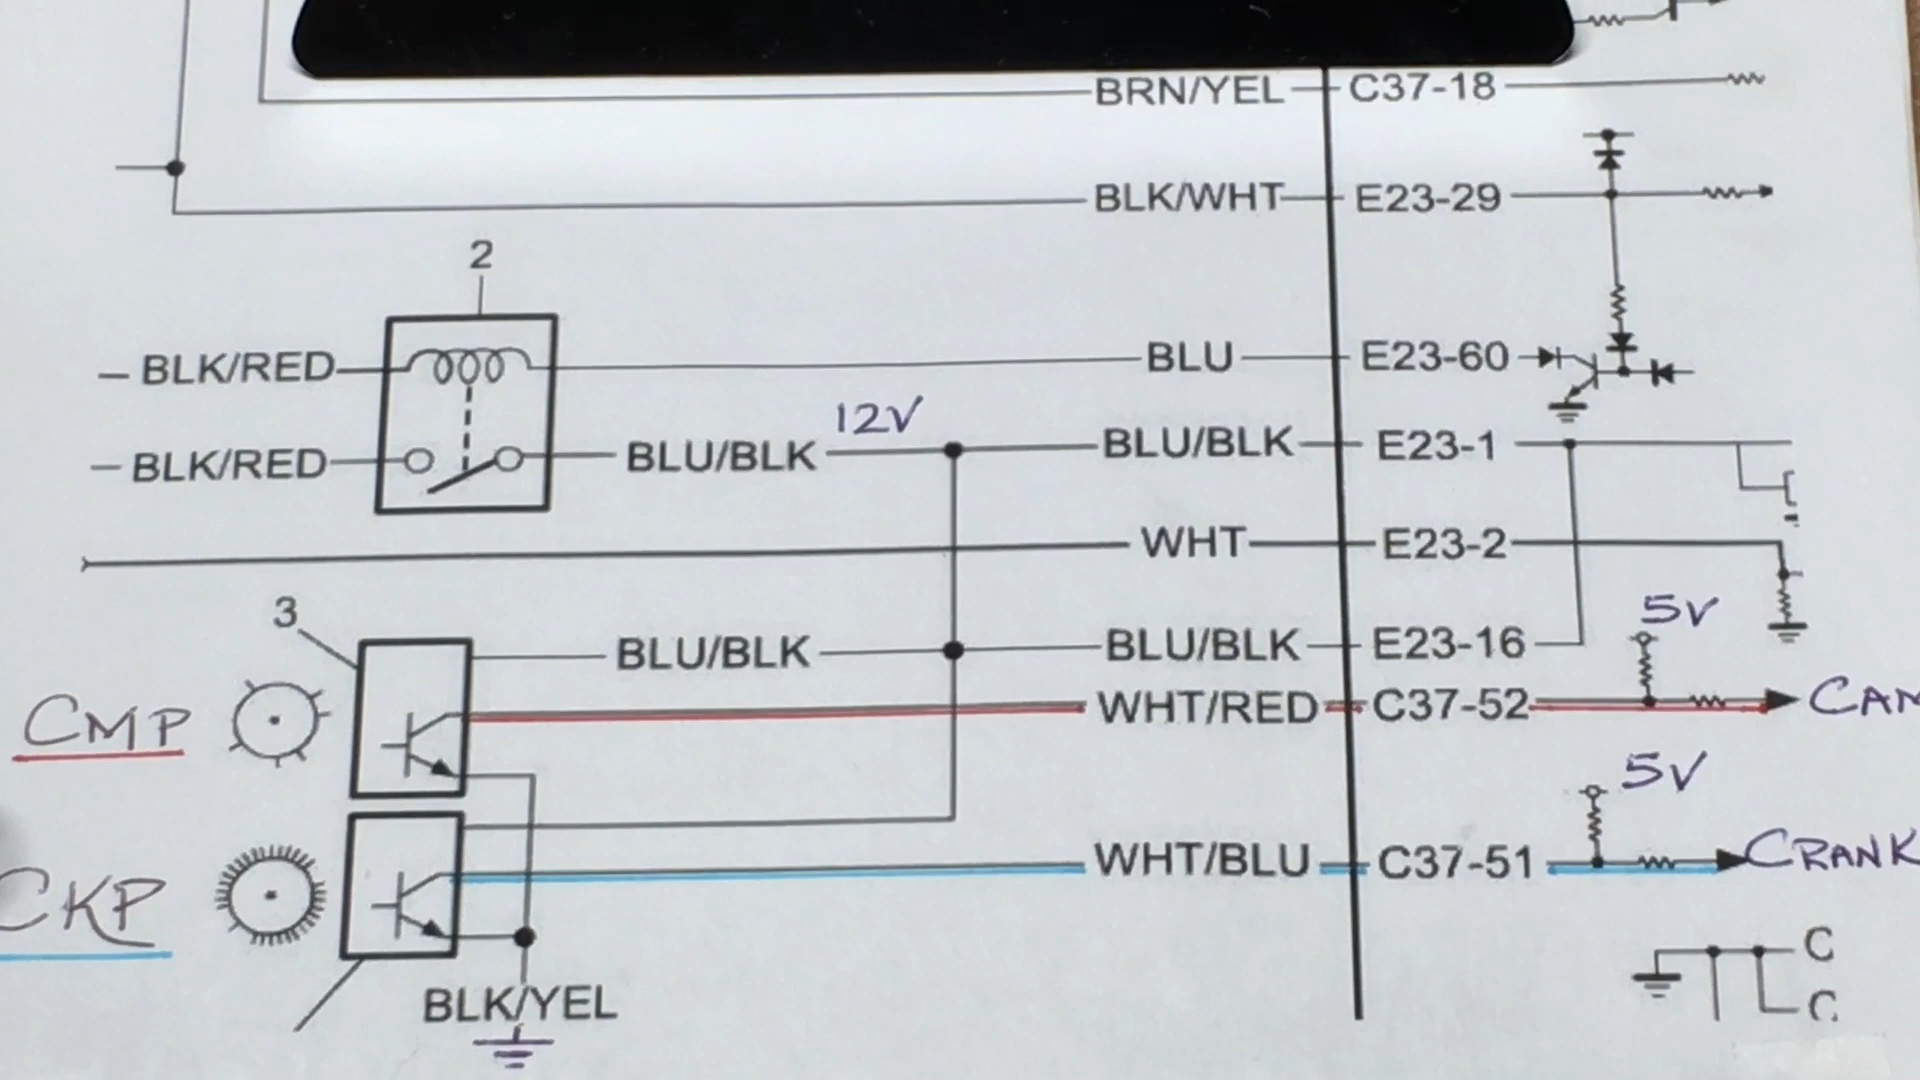 BRN/YEL C37-18
BLK/WHT E23-29
2
BLK/RED BLU E23-60
12V
BLK/RED BLU/BLK BLU/BLK E23-1
WHT E23-2
3 5V
BLU/BLK BLU/BLK E23-16
CMP WHT/RED C37-52
5V
CKP WHT/BLU C37-51 CRANK
C
BLK/YEL C